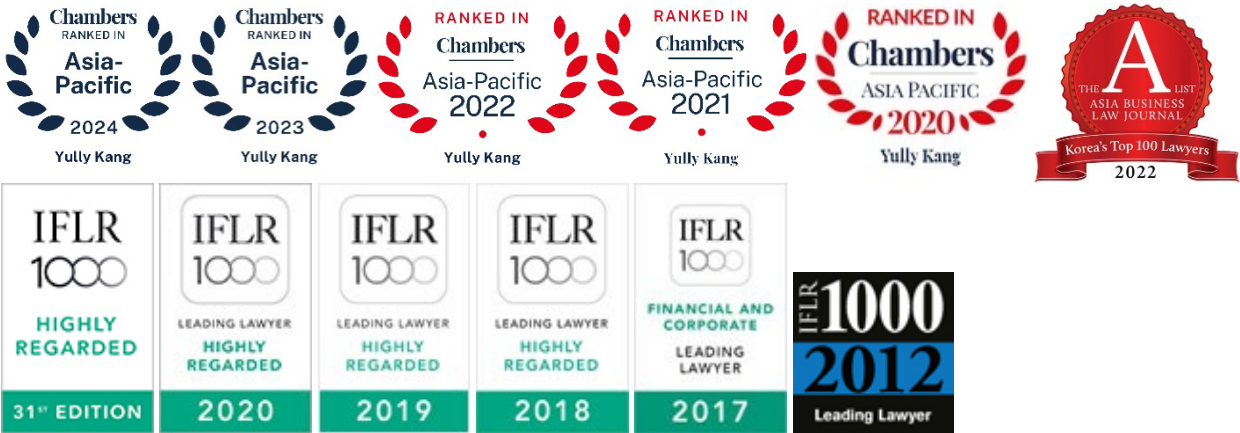 Chambers
RANKED IN
Asia-
Pacific
2024
Yully Kang
Chambers
RANKED IN
Asia-
Pacific
2023
Yully Kang
RANKED IN
Chambers
Asia-Pacific
2022
Yully Kang
RANKED IN
Chambers
Asia-Pacific
2021
Yully Kang
RANKED IN
Chambers
ASIA PACIFIC
2020
Yully Kang
THE A LIST
ASIA BUSINESS
LAW JOURNAL
Korea's Top 100 Lawyers
2022
IFLR
1000
HIGHLY
REGARDED
31ST EDITION
IFLR
1000
LEADING LAWYER
HIGHLY
REGARDED
2020
IFLR
1000
LEADING LAWYER
HIGHLY
REGARDED
2019
IFLR
1000
LEADING LAWYER
HIGHLY
REGARDED
2018
IFLR
1000
FINANCIAL AND
CORPORATE
LEADING
LAWYER
2017
IFLR 1000
2012
Leading Lawyer